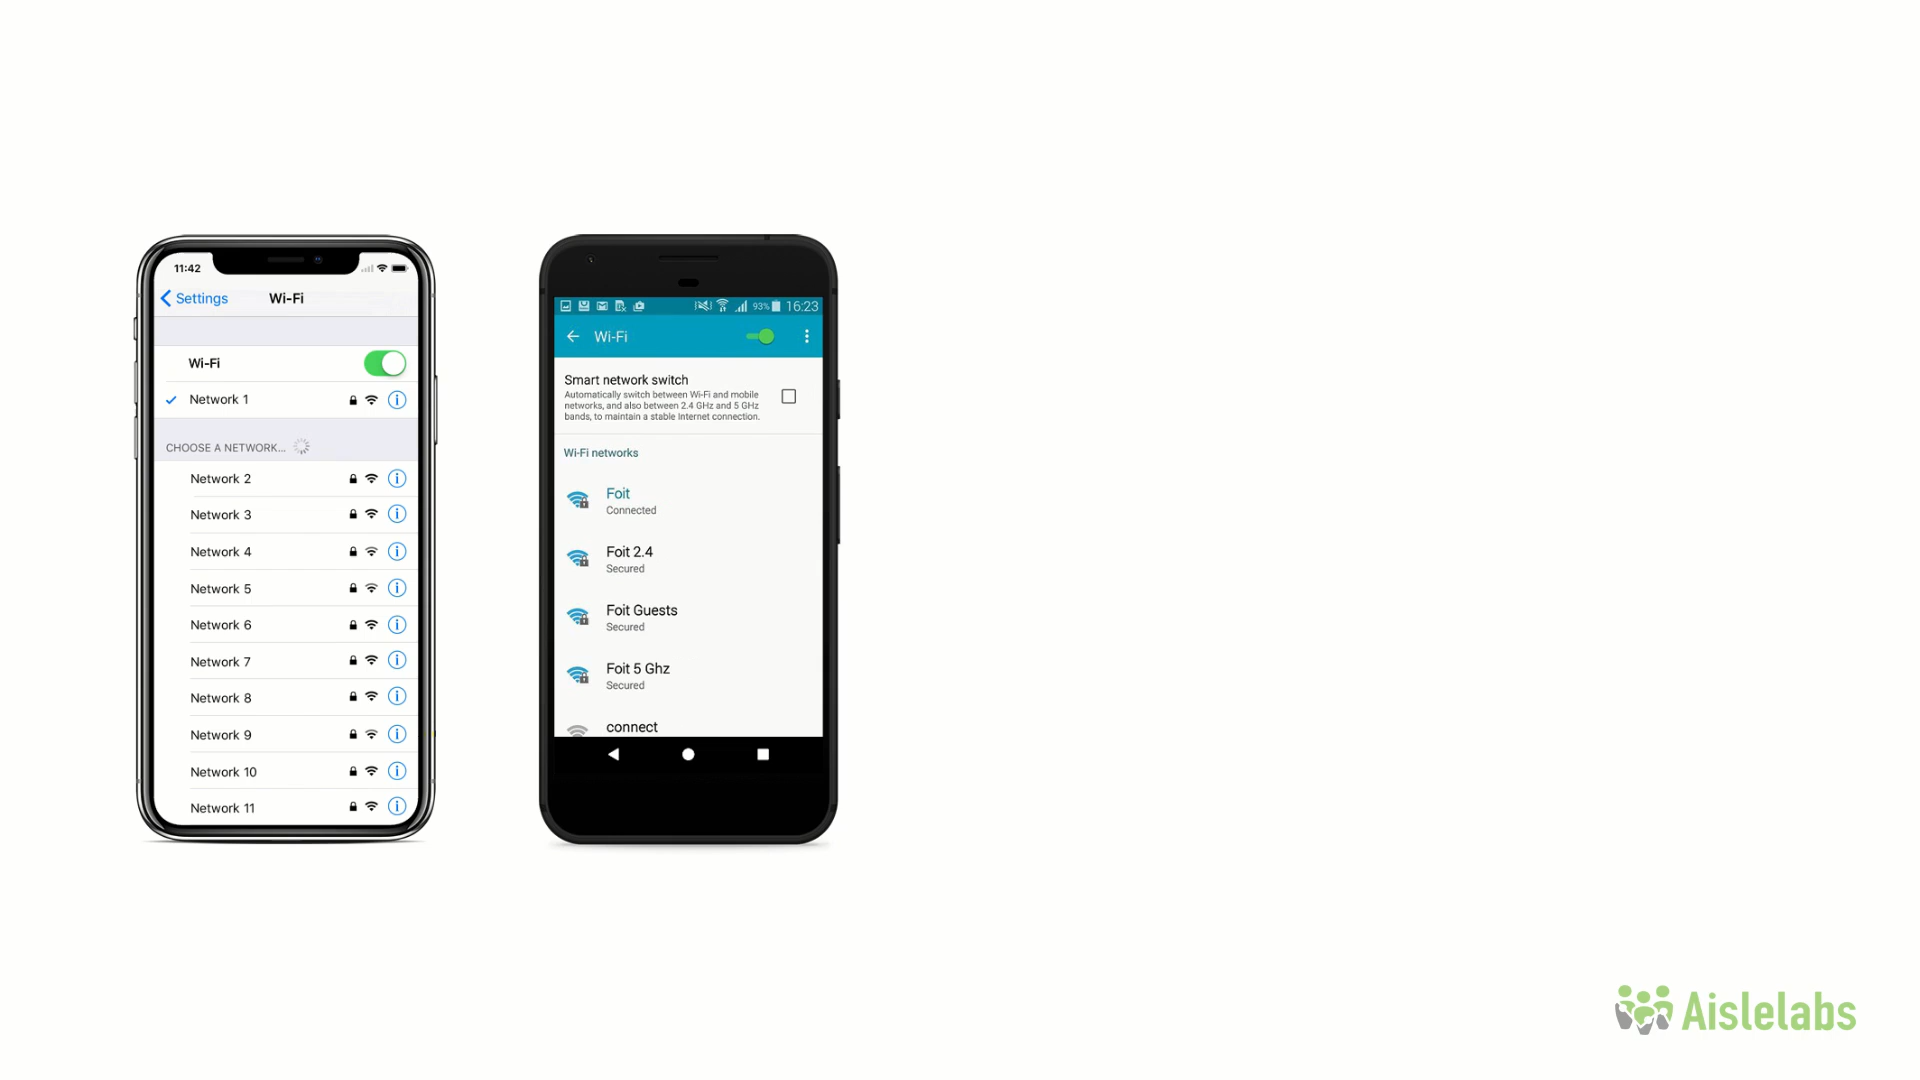 11:42
Settings
Wi-Fi
Wi-Fi
Network 1
CHOOSE A NETWORK...
Network 2
Network 3
Network 4
Network 5
Network 6
Network 7
Network 8
Network 9
Network 10
Network 11
93% 16:23
Wi-Fi
Smart network switch
Automatically switch between Wi-Fi and mobile
networks, and also between 2.4 GHz and 5 GHz
bands, to maintain a stable Internet connection.
Wi-Fi networks
Foit
Connected
Foit 2.4
Secured
Foit Guests
Secured
Foit 5 Ghz
Secured
connect
Aislelabs